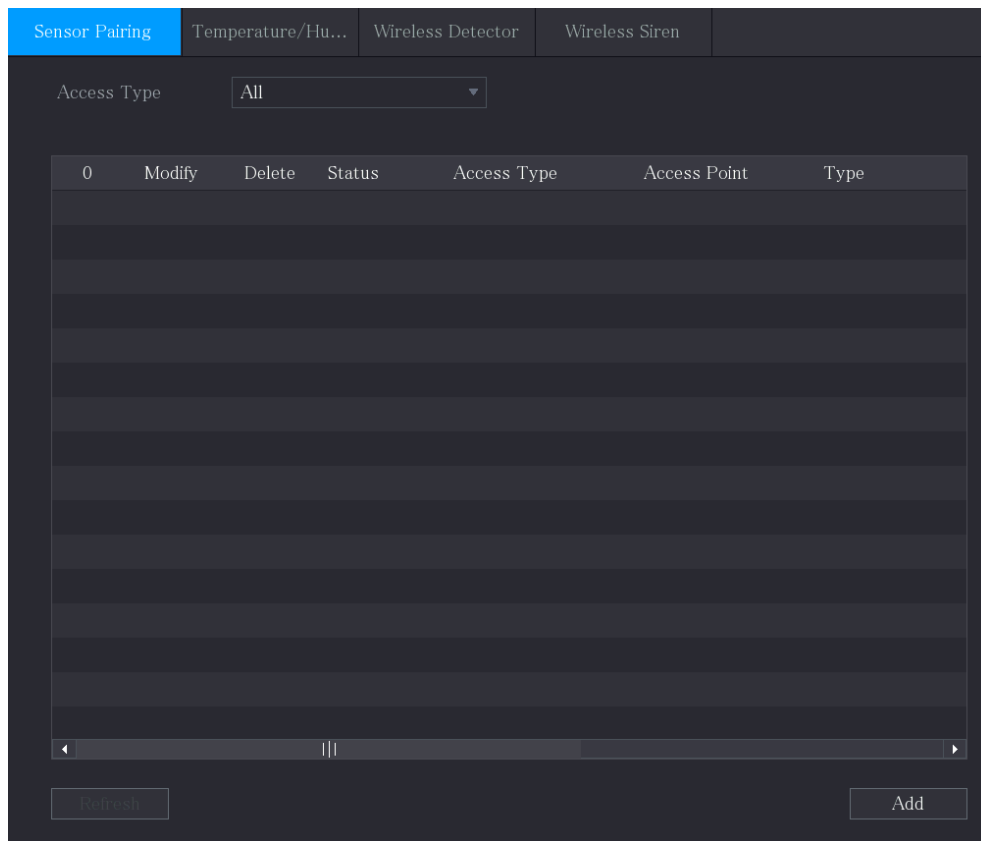 Sensor Pairing Temperature/Hu... Wireless Detector Wireless Siren
Access Type All
0 Modify Delete Status Access Type Access Point Type
Refresh Add